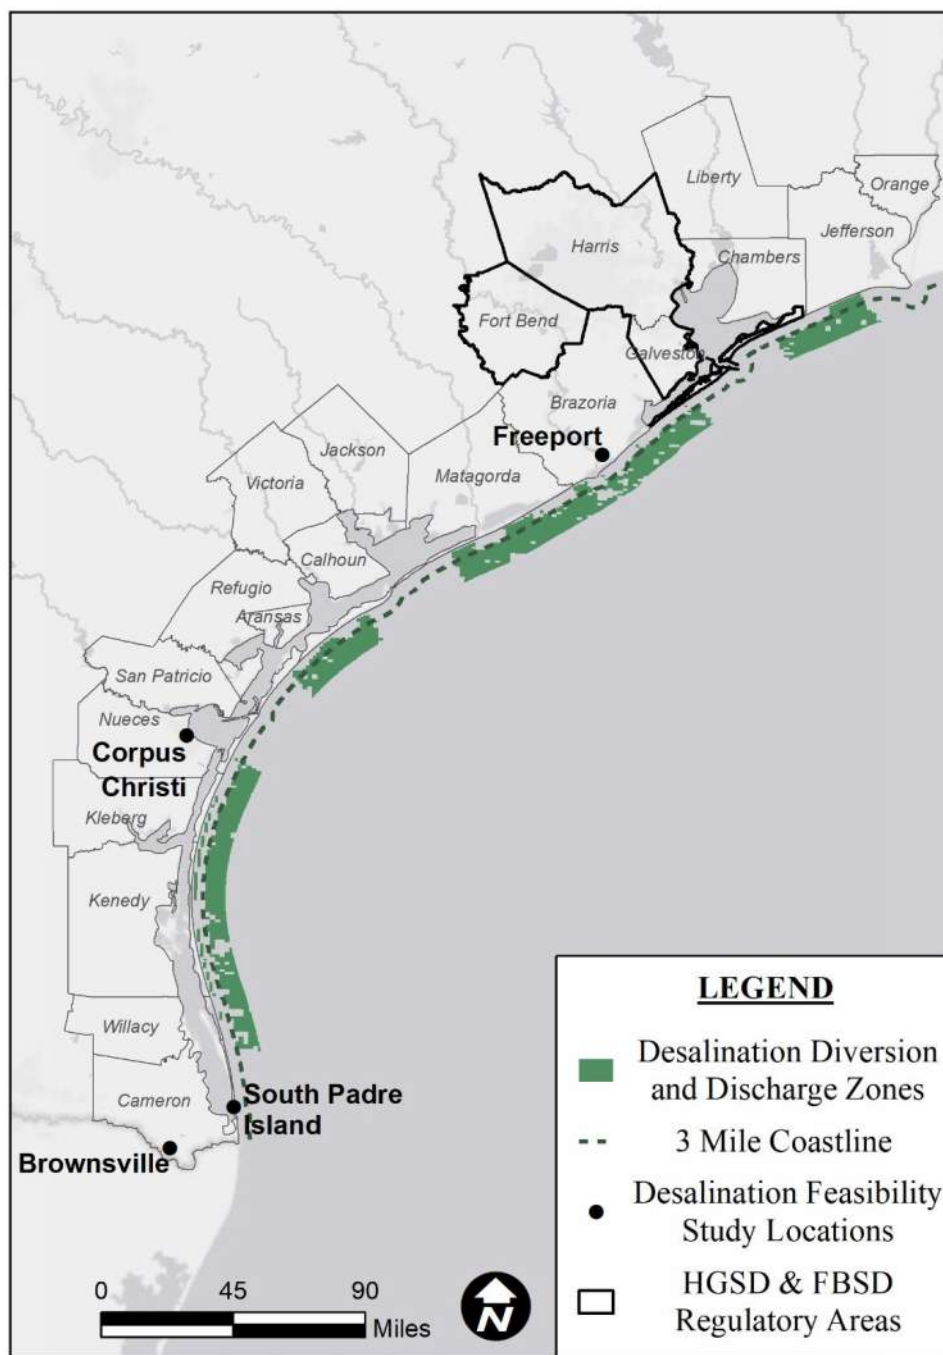 Liberty
Orange
Harris
Jefferson
Chambers
Fort Bend
Galveston
Brazoria
Freeport
Jackson
Matagorda
Victoria
Calhoun
Refugio
Aransas
San Patricio
Nueces
Corpus
Christi
Kleberg
Kenedy
Willacy
Cameron
South Padre
Island
Brownsville
LEGEND
Desalination Diversion
and Discharge Zones
3 Mile Coastline
Desalination Feasibility
Study Locations
HGSD & FBSD
Regulatory Areas
0 45 90
Miles
N